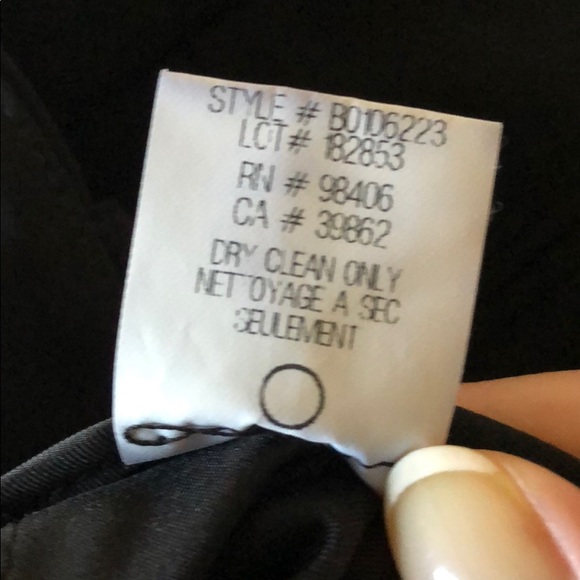 STYLE # B0106223
LOT # 182853
RN # 98406
CA # 39862
DRY CLEAN ONLY
NETTOYAGE A SEC
SEULEMENT